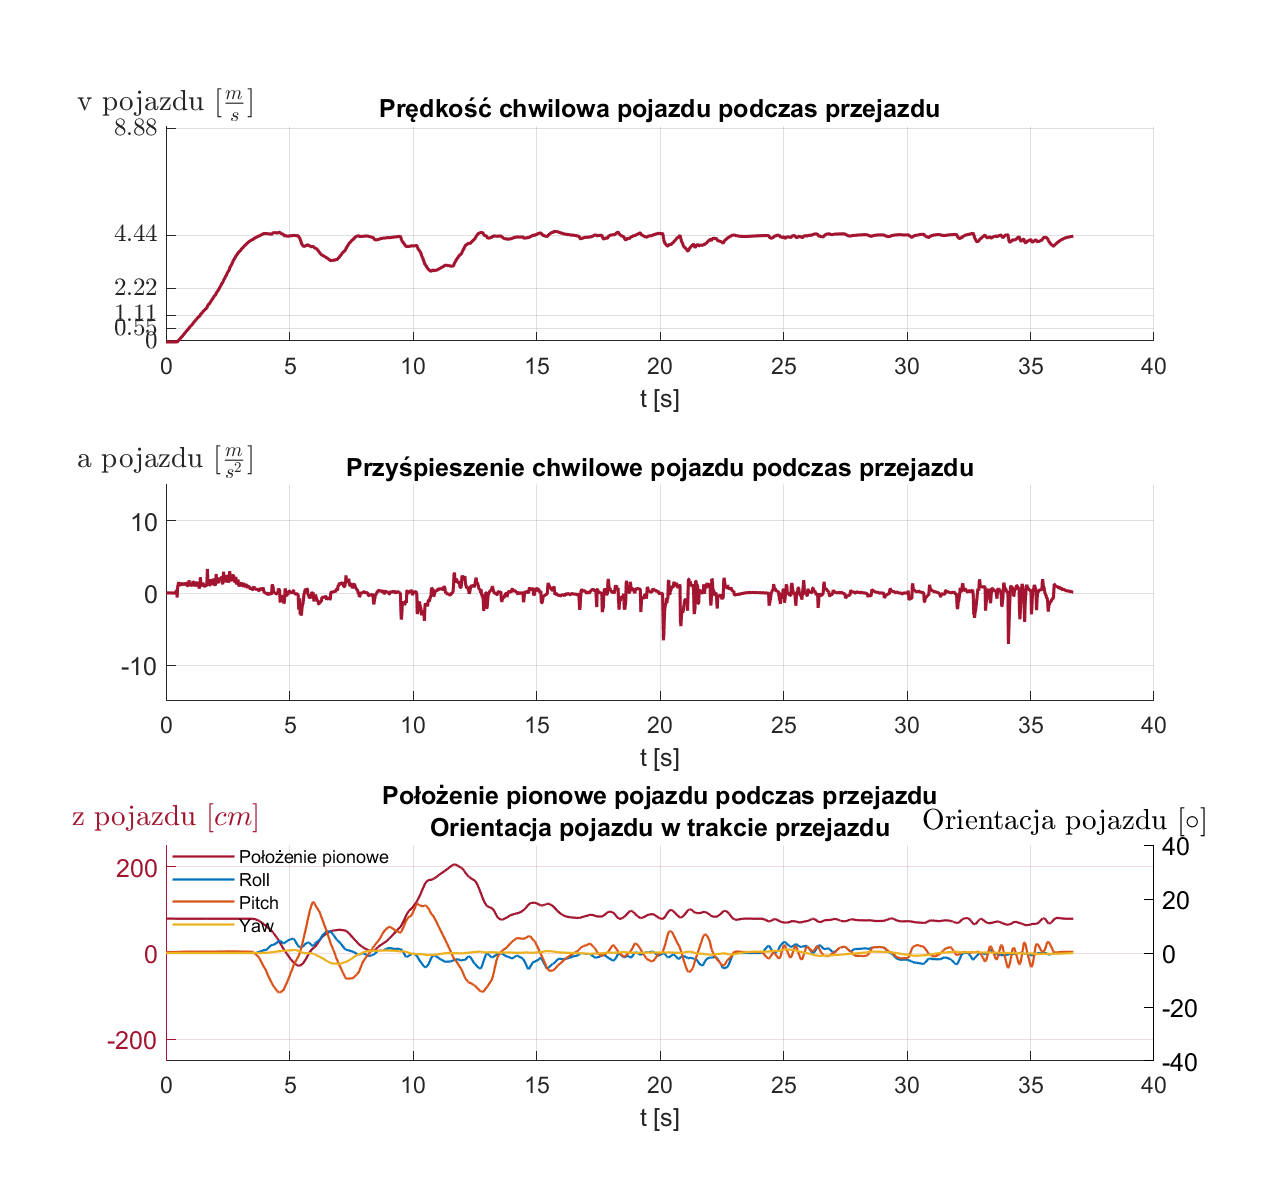 v pojazdu [m/s]
Prędkość chwilowa pojazdu podczas przejazdu
8.88
4.44
2.22
1.11
0.55
0
0 5 10 15 20 25 30 35 40
t [s]
a pojazdu [m/s²]
Przyśpieszenie chwilowe pojazdu podczas przejazdu
10
0
-10
0 5 10 15 20 25 30 35 40
t [s]
Położenie pionowe pojazdu podczas przejazdu
z pojazdu [cm]
Orientacja pojazdu w trakcie przejazdu
Orientacja pojazdu [∘]
200
0
-200
Położenie pionowe
Roll
Pitch
Yaw
40
20
0
-20
-40
0 5 10 15 20 25 30 35 40
t [s]